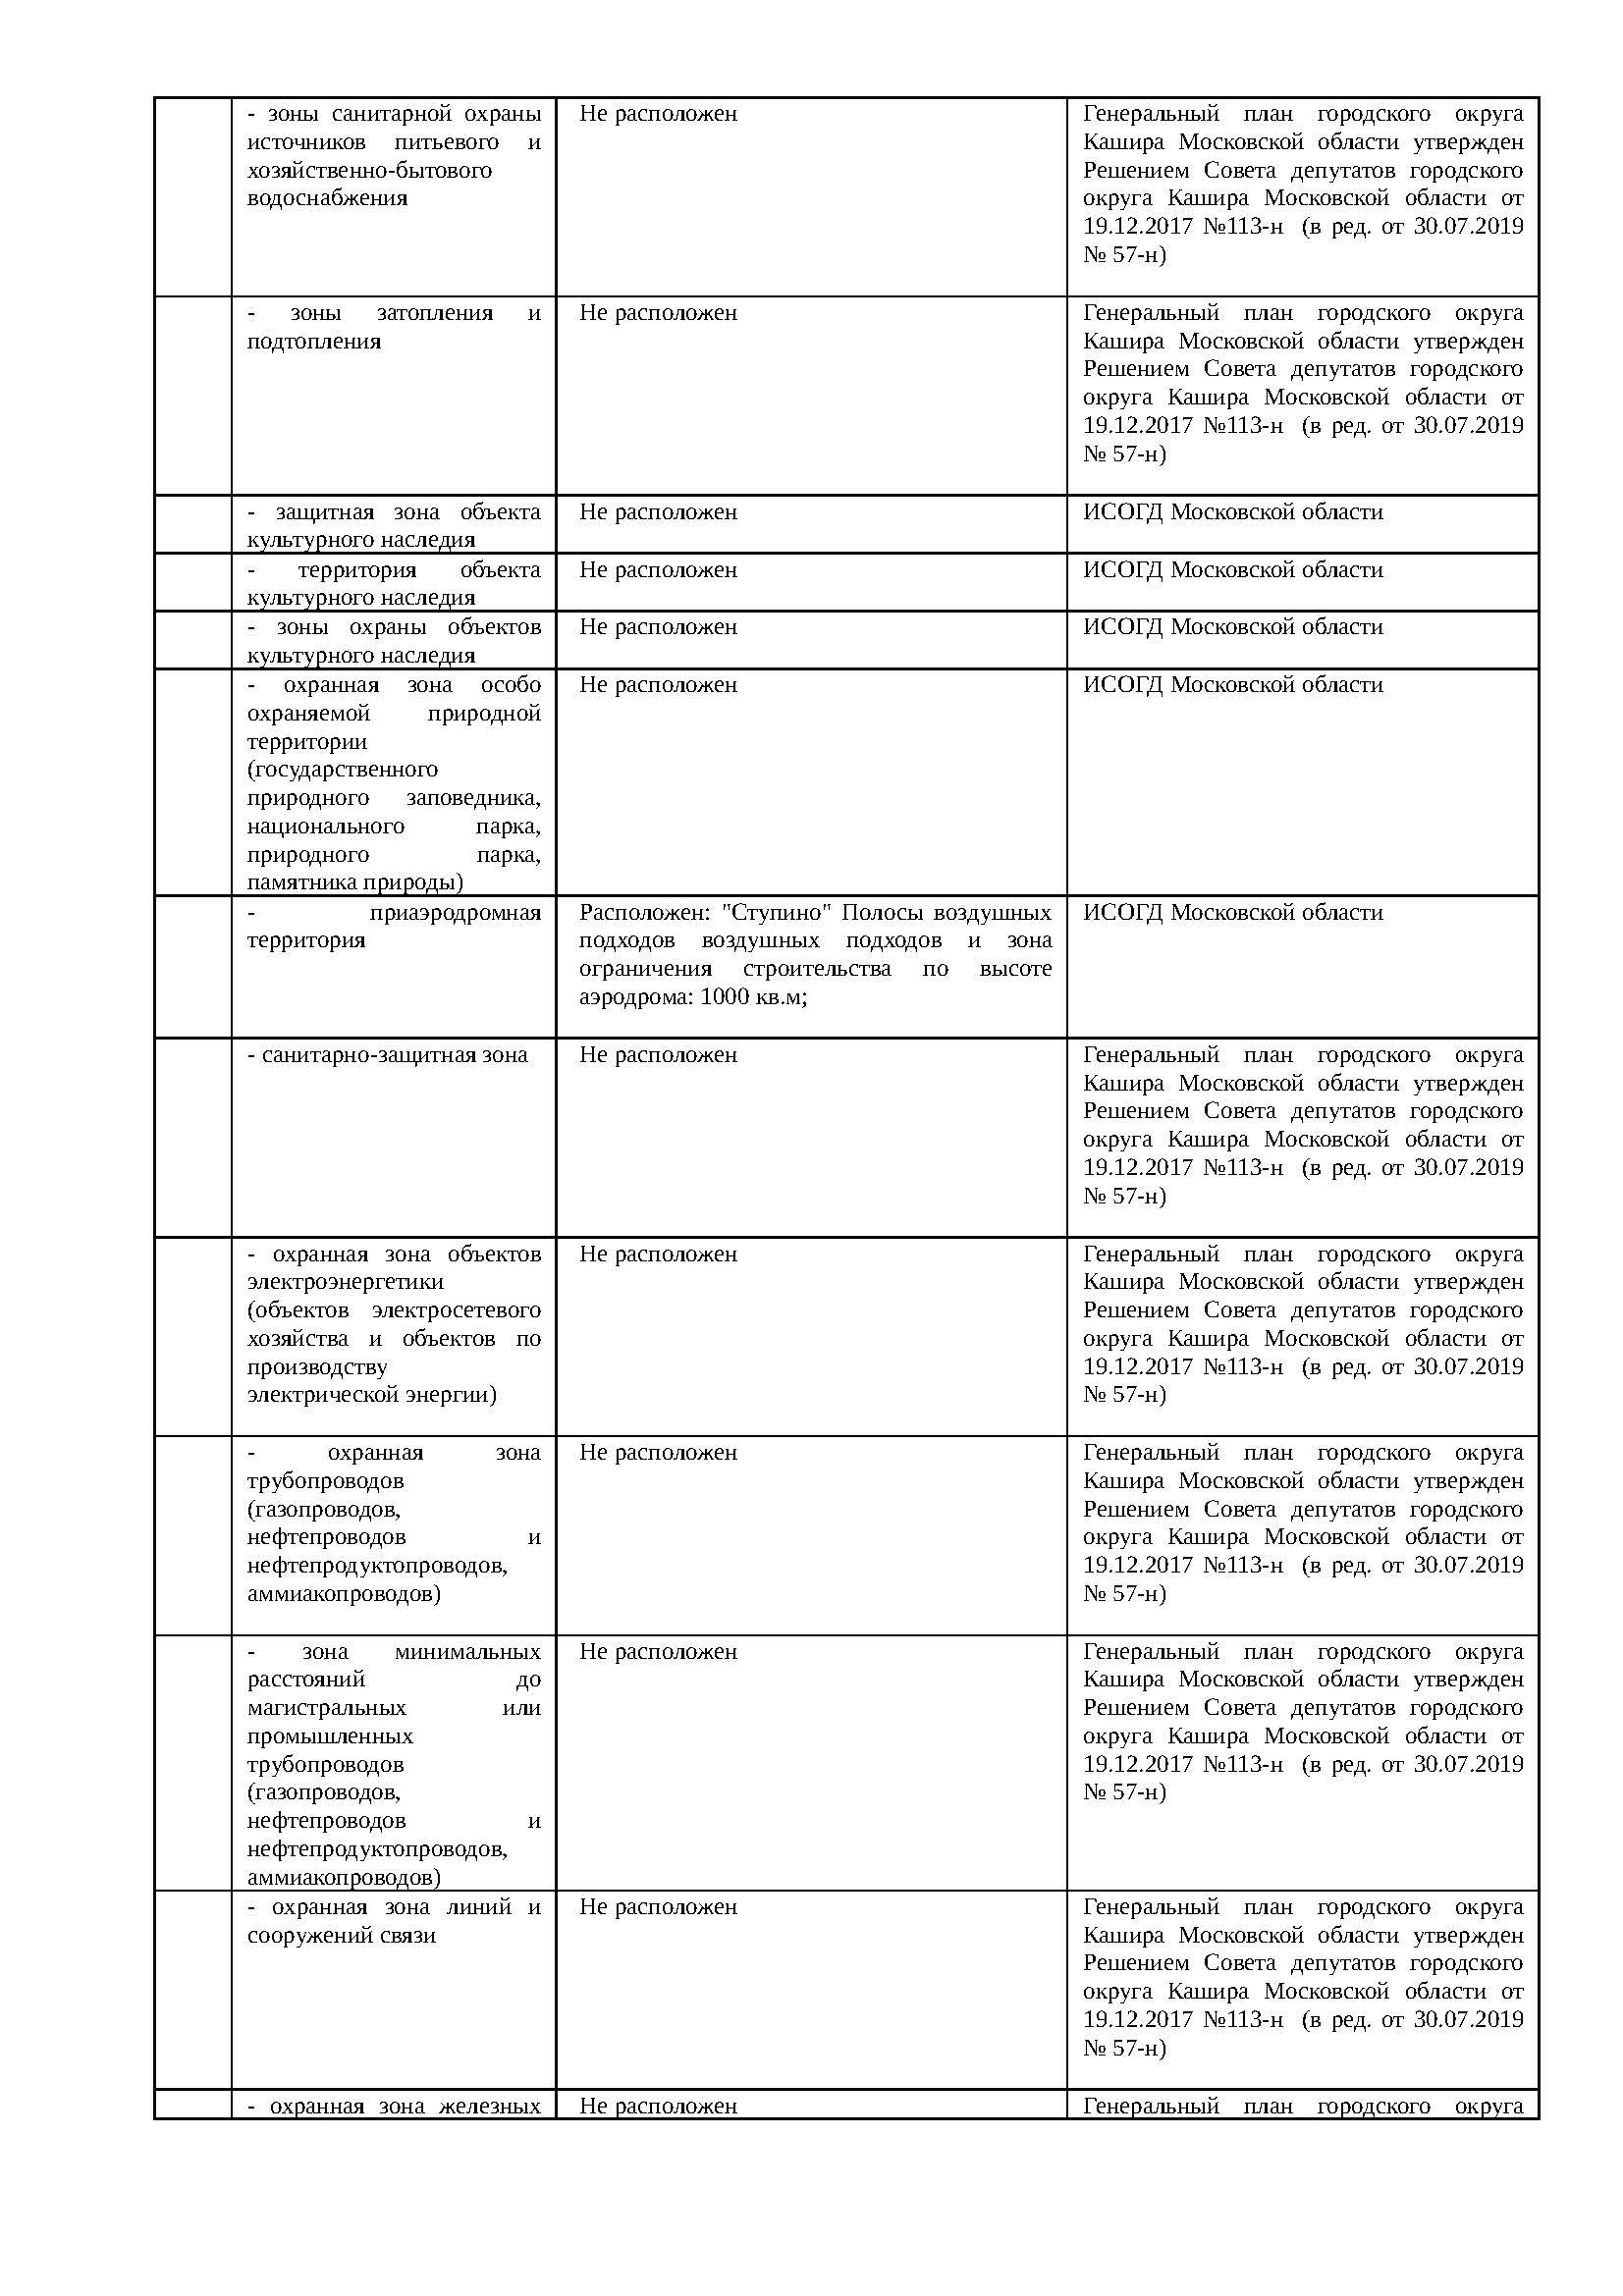 - зоны санитарной охраны
источников питьевого и
хозяйственно-бытового
водоснабжения
Не расположен
Генеральный план городского округа
Кашира Московской области утвержден
Решением Совета депутатов городского
округа Кашира Московской области от
19.12.2017 №113-н (в ред. от 30.07.2019
№ 57-н)
- зоны затопления и
подтопления
Не расположен
Генеральный план городского округа
Кашира Московской области утвержден
Решением Совета депутатов городского
округа Кашира Московской области от
19.12.2017 №113-н (в ред. от 30.07.2019
№ 57-н)
- защитная зона объекта
культурного наследия
Не расположен
ИСОГД Московской области
- территория объекта
культурного наследия
Не расположен
ИСОГД Московской области
- зоны охраны объектов
культурного наследия
Не расположен
ИСОГД Московской области
- охранная зона особо
охраняемой природной
территории
(государственного
природного заповедника,
национального парка,
природного парка,
памятника природы)
Не расположен
ИСОГД Московской области
- приаэродромная
территория
Расположен: "Ступино" Полосы воздушных
подходов воздушных подходов и зона
ограничения строительства по высоте
аэродрома: 1000 кв.м;
ИСОГД Московской области
- санитарно-защитная зона
Не расположен
Генеральный план городского округа
Кашира Московской области утвержден
Решением Совета депутатов городского
округа Кашира Московской области от
19.12.2017 №113-н (в ред. от 30.07.2019
№ 57-н)
- охранная зона объектов
электроэнергетики
(объектов электросетевого
хозяйства и объектов по
производству
электрической энергии)
Не расположен
Генеральный план городского округа
Кашира Московской области утвержден
Решением Совета депутатов городского
округа Кашира Московской области от
19.12.2017 №113-н (в ред. от 30.07.2019
№ 57-н)
- охранная зона
трубопроводов
(газопроводов,
нефтепроводов и
нефтепродуктопроводов,
аммиакопроводов)
Не расположен
Генеральный план городского округа
Кашира Московской области утвержден
Решением Совета депутатов городского
округа Кашира Московской области от
19.12.2017 №113-н (в ред. от 30.07.2019
№ 57-н)
- зона минимальных
расстояний до
магистральных или
промышленных
трубопроводов
(газопроводов,
нефтепроводов и
нефтепродуктопроводов,
аммиакопроводов)
Не расположен
Генеральный план городского округа
Кашира Московской области утвержден
Решением Совета депутатов городского
округа Кашира Московской области от
19.12.2017 №113-н (в ред. от 30.07.2019
№ 57-н)
- охранная зона линий и
сооружений связи
Не расположен
Генеральный план городского округа
Кашира Московской области утвержден
Решением Совета депутатов городского
округа Кашира Московской области от
19.12.2017 №113-н (в ред. от 30.07.2019
№ 57-н)
- охранная зона железных
Не расположен
Генеральный план городского округа